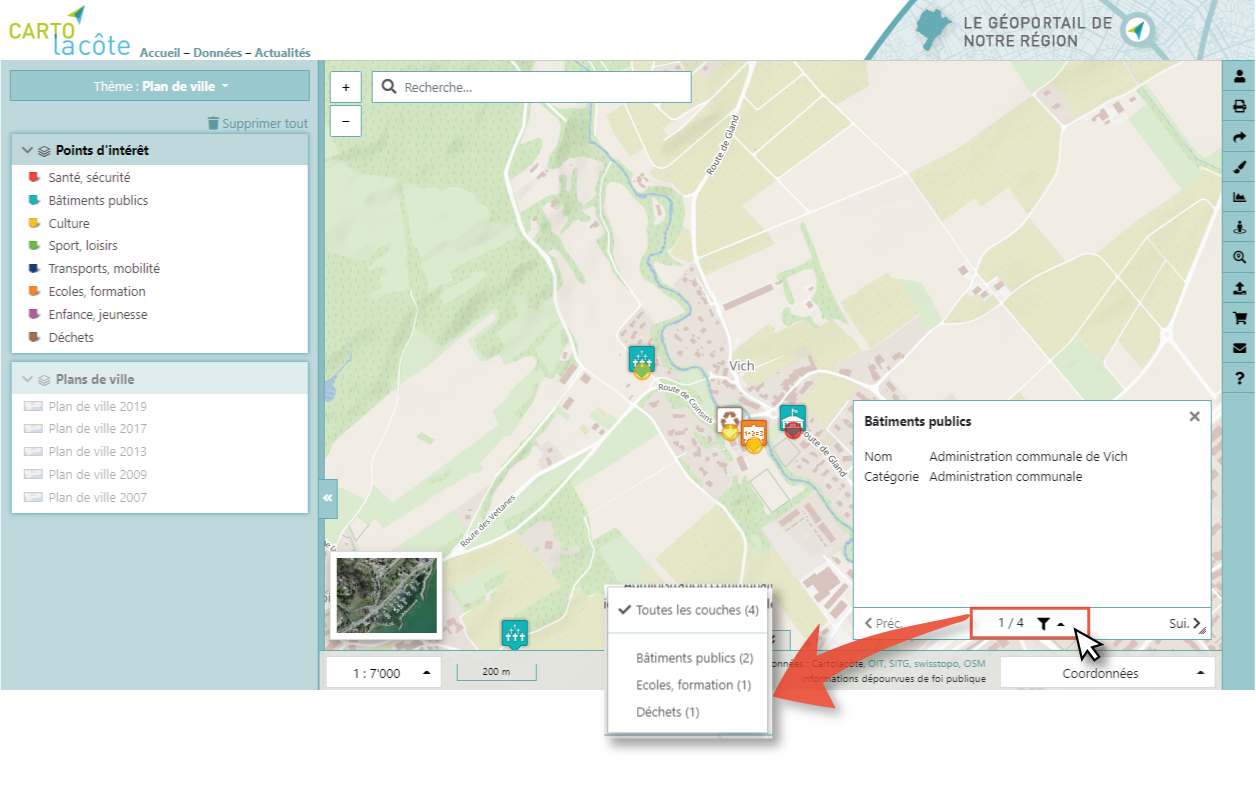 CARTO
lacôte
Accueil – Données – Actualités
LE GÉOPORTAIL DE
NOTRE RÉGION
Thème : Plan de ville
Supprimer tout
Points d'intérêt
Santé, sécurité
Bâtiments publics
Culture
Sport, loisirs
Transports, mobilité
Ecoles, formation
Enfance, jeunesse
Déchets
Plans de ville
Plan de ville 2019
Plan de ville 2017
Plan de ville 2013
Plan de ville 2009
Plan de ville 2007
«
+
−
Recherche...
Route de Gland
Vich
Route de Coinsins
1+2=3
Route de Gland
Route des Vettanes
Bâtiments publics
×
Nom Administration communale de Vich
Catégorie Administration communale
Préc.
1 / 4
Sui.
Toutes les couches (4)
Bâtiments publics (2)
Ecoles, formation (1)
Déchets (1)
1 : 7'000
200 m
Cartolacôte, OIT, SITG, swisstopo, OSM
Informations dépourvues de foi publique
Coordonnées
?